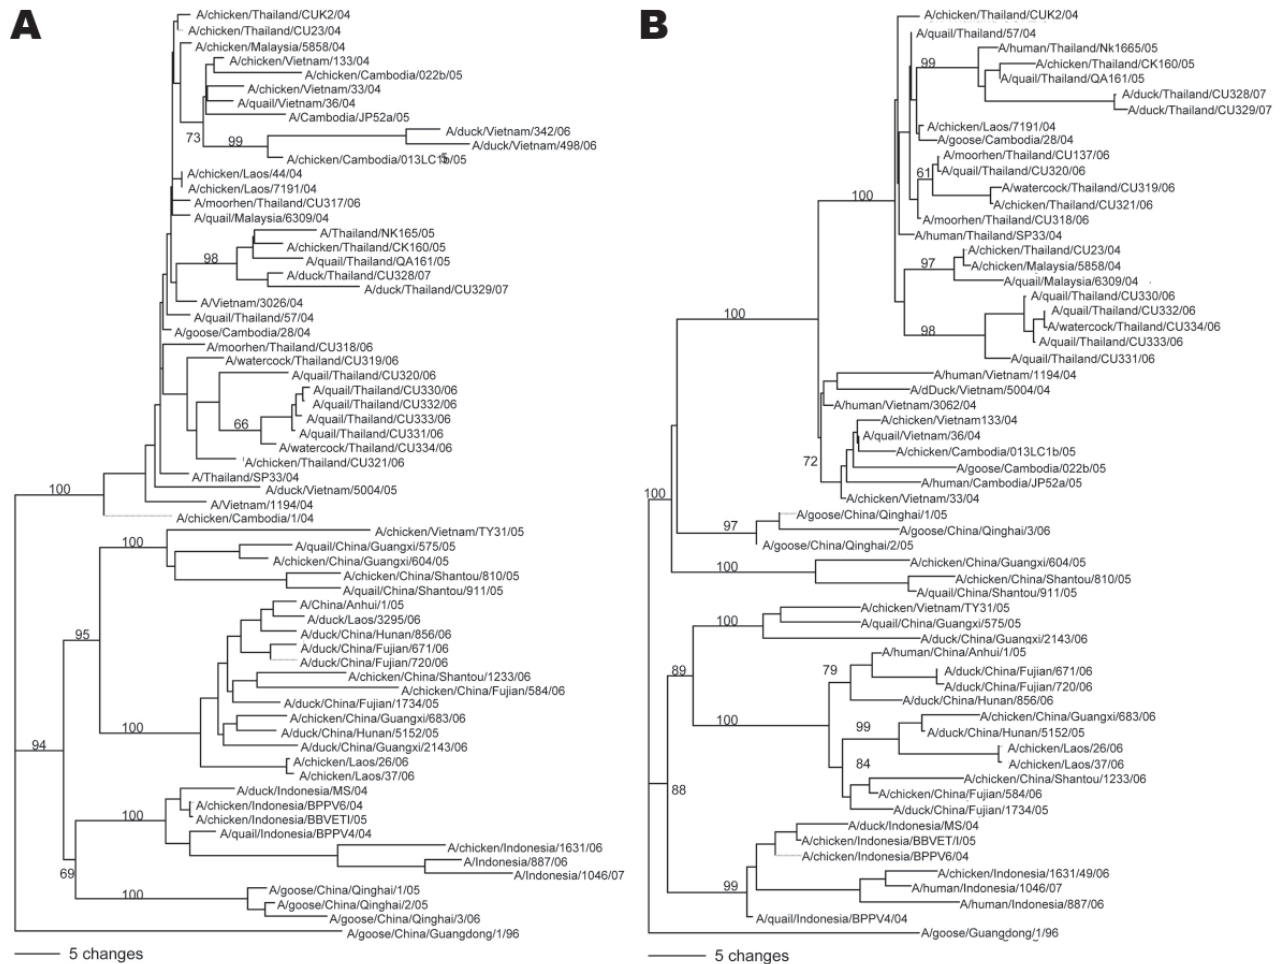 A
A/chicken/Thailand/CUK2/04
A/chicken/Thailand/CU23/04
A/chicken/Malaysia/5858/04
A/chicken/Vietnam/133/04
A/chicken/Cambodia/022b/05
A/chicken/Vietnam/33/04
A/quail/Vietnam/36/04
A/Cambodia/JP52a/05
73
99
A/duck/Vietnam/342/06
A/duck/Vietnam/498/06
A/chicken/Cambodia/013LC1b/05
A/chicken/Laos/44/04
A/chicken/Laos/7191/04
A/moorhen/Thailand/CU317/06
A/quail/Malaysia/6309/04
A/Thailand/NK165/05
A/chicken/Thailand/CK160/05
98
A/quail/Thailand/QA161/05
A/duck/Thailand/CU328/07
A/duck/Thailand/CU329/07
A/Vietnam/3026/04
A/quail/Thailand/57/04
A/goose/Cambodia/28/04
A/moorhen/Thailand/CU318/06
A/watercock/Thailand/CU319/06
A/quail/Thailand/CU320/06
A/quail/Thailand/CU330/06
A/quail/Thailand/CU332/06
A/quail/Thailand/CU333/06
66
A/quail/Thailand/CU331/06
A/watercock/Thailand/CU334/06
A/chicken/Thailand/CU321/06
A/Thailand/SP33/04
100
A/duck/Vietnam/5004/05
A/Vietnam/1194/04
A/chicken/Cambodia/1/04
A/chicken/Vietnam/TY31/05
100
A/quail/China/Guangxi/575/05
A/chicken/China/Guangxi/604/05
A/chicken/China/Shantou/810/05
A/quail/China/Shantou/911/05
A/China/Anhui/1/05
A/duck/Laos/3295/06
95
A/duck/China/Hunan/856/06
A/duck/China/Fujian/671/06
A/duck/China/Fujian/720/06
A/chicken/China/Shantou/1233/06
A/chicken/China/Fujian/584/06
A/duck/China/Fujian/1734/05
A/chicken/China/Guangxi/683/06
100
A/duck/China/Hunan/5152/05
A/duck/China/Guangxi/2143/06
94
A/chicken/Laos/26/06
A/chicken/Laos/37/06
A/duck/Indonesia/MS/04
A/chicken/Indonesia/BPPV6/04
100
A/chicken/Indonesia/BBVETI/05
A/quail/Indonesia/BPPV4/04
A/chicken/Indonesia/1631/06
A/Indonesia/887/06
69
A/Indonesia/1046/07
A/goose/China/Qinghai/1/05
100
A/goose/China/Qinghai/2/05
A/goose/China/Qinghai/3/06
A/goose/China/Guangdong/1/96
5 changes
B
A/chicken/Thailand/CUK2/04
A/quail/Thailand/57/04
A/human/Thailand/Nk1665/05
99
A/chicken/Thailand/CK160/05
A/quail/Thailand/QA161/05
A/duck/Thailand/CU328/07
A/duck/Thailand/CU329/07
A/chicken/Laos/7191/04
A/goose/Cambodia/28/04
A/moorhen/Thailand/CU137/06
61
A/quail/Thailand/CU320/06
A/watercock/Thailand/CU319/06
100
A/chicken/Thailand/CU321/06
A/moorhen/Thailand/CU318/06
A/human/Thailand/SP33/04
A/chicken/Thailand/CU23/04
97
A/chicken/Malaysia/5858/04
A/quail/Malaysia/6309/04
A/quail/Thailand/CU330/06
A/quail/Thailand/CU332/06
100
A/watercock/Thailand/CU334/06
98
A/quail/Thailand/CU333/06
A/quail/Thailand/CU331/06
A/human/Vietnam/1194/04
A/dDuck/Vietnam/5004/04
A/human/Vietnam/3062/04
A/chicken/Vietnam133/04
A/quail/Vietnam/36/04
A/chicken/Cambodia/013LC1b/05
72
A/goose/Cambodia/022b/05
A/human/Cambodia/JP52a/05
100
A/chicken/Vietnam/33/04
A/goose/China/Qinghai/1/05
97
A/goose/China/Qinghai/3/06
A/goose/China/Qinghai/2/05
A/chicken/China/Guangxi/604/05
100
A/chicken/China/Shantou/810/05
A/quail/China/Shantou/911/05
A/chicken/Vietnam/TY31/05
100
A/quail/China/Guangxi/575/05
A/duck/China/Guangxi/2143/06
A/human/China/Anhui/1/05
89
79
A/duck/China/Fujian/671/06
A/duck/China/Fujian/720/06
A/duck/China/Hunan/856/06
100
A/chicken/China/Guangxi/683/06
99
A/duck/China/Hunan/5152/05
A/chicken/Laos/26/06
84
A/chicken/Laos/37/06
A/chicken/China/Shantou/1233/06
88
A/chicken/China/Fujian/584/06
A/duck/China/Fujian/1734/05
A/duck/Indonesia/MS/04
A/chicken/Indonesia/BBVET/I/05
A/chicken/Indonesia/BPPV6/04
A/chicken/Indonesia/1631/49/06
99
A/human/Indonesia/1046/07
A/human/Indonesia/887/06
A/quail/Indonesia/BPPV4/04
A/goose/Guangdong/1/96
5 changes